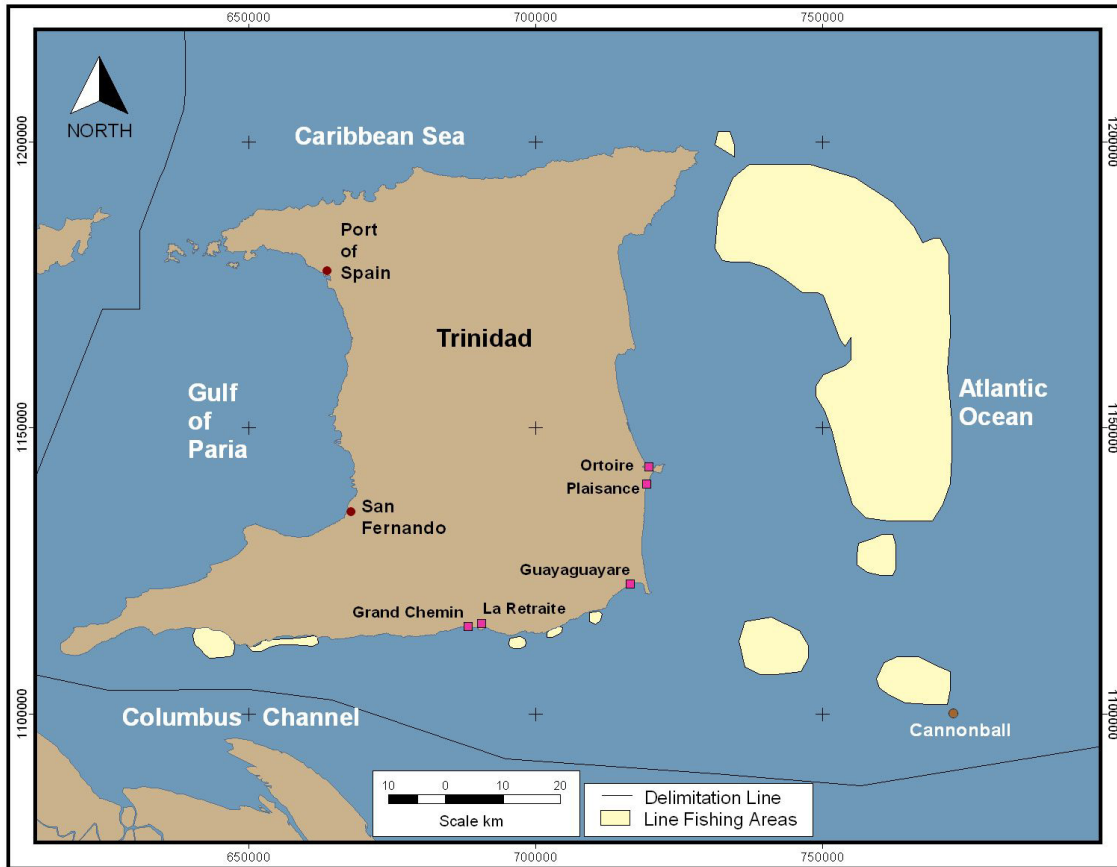 650000
700000
750000
NORTH
Caribbean Sea
1200000
1200000
Port
of
Spain
Trinidad
Gulf
of
Paria
Atlantic
Ocean
1150000
1150000
Ortoire
Plaisance
San
Fernando
Guayaguayare
Grand Chemin
La Retraite
1100000
1100000
Columbus Channel
Cannonball
10
0
10
20
Scale km
Delimitation Line
Line Fishing Areas
650000
700000
750000